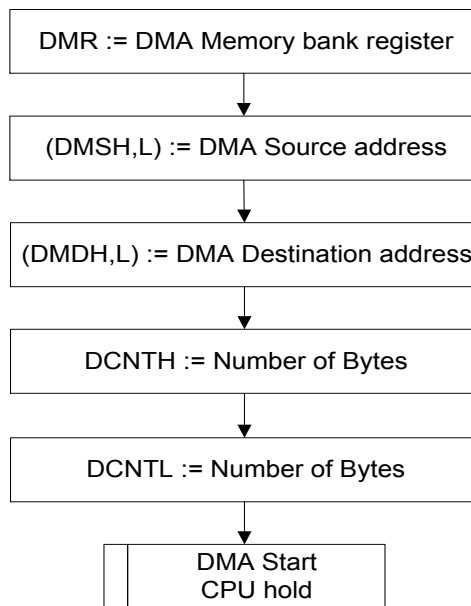 DMR := DMA Memory bank register
(DMSH,L) := DMA Source address
(DMDH,L) := DMA Destination address
DCNTH := Number of Bytes
DCNTL := Number of Bytes
DMA Start
CPU hold